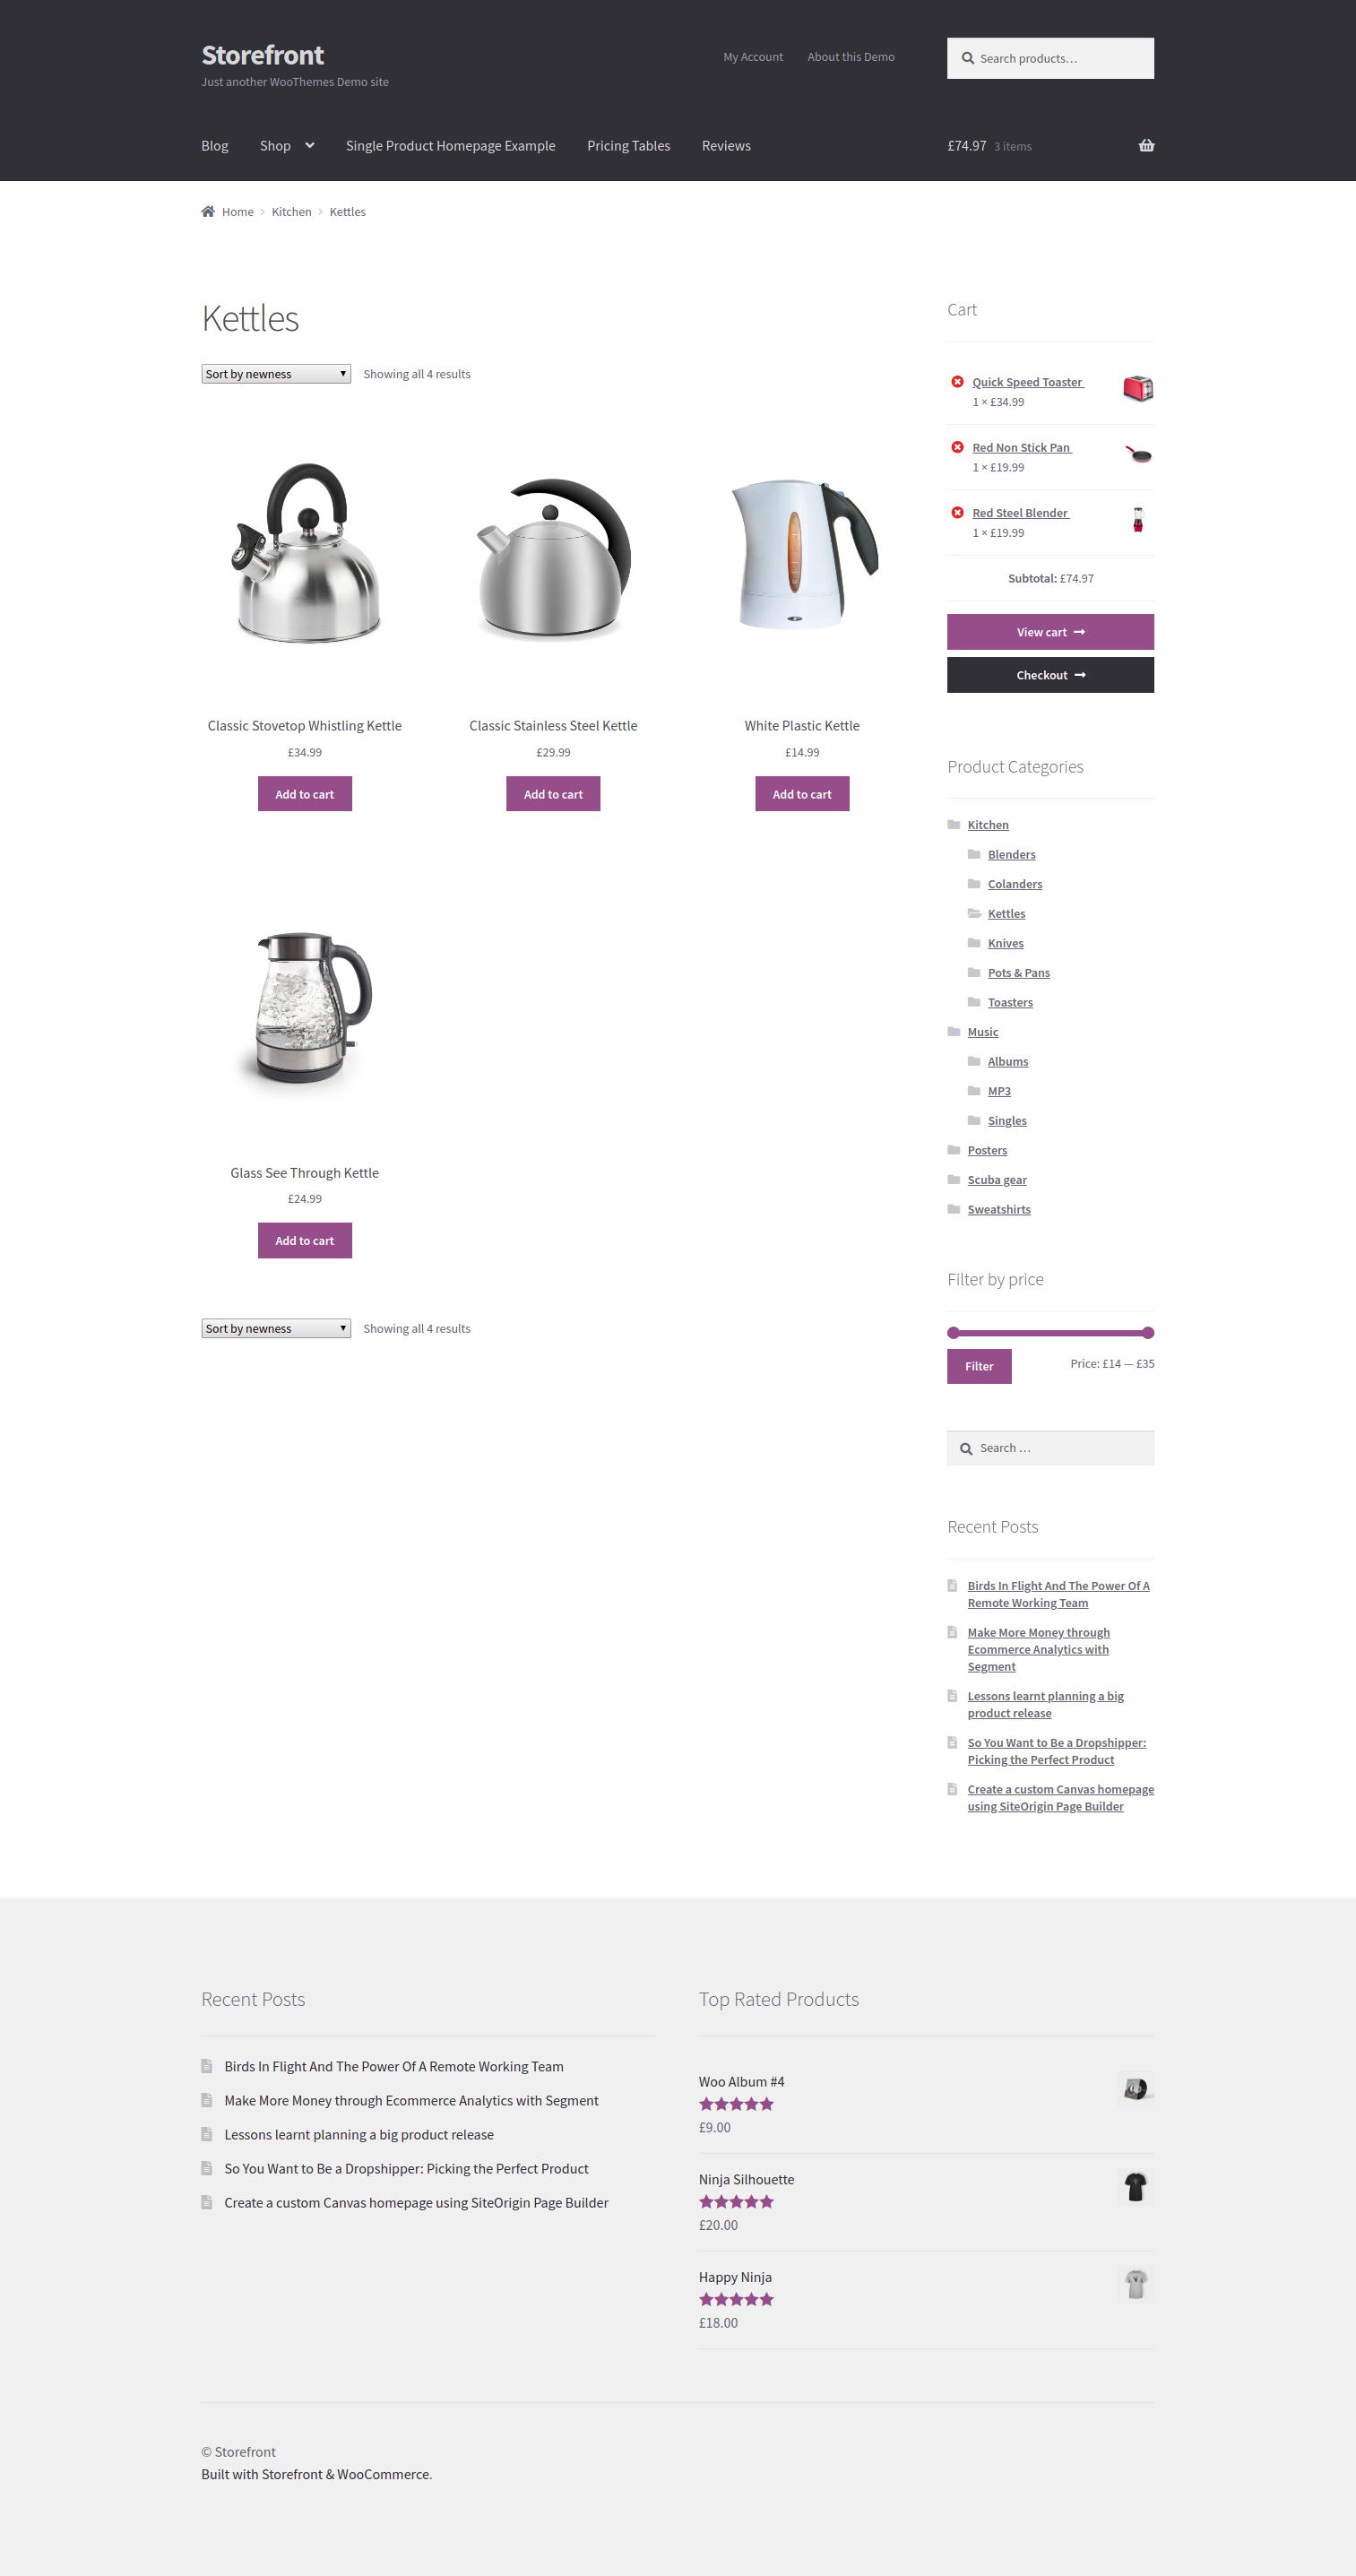 Storefront
Just another WooThemes Demo site
My Account
About this Demo
Search products…
Blog
Shop
Single Product Homepage Example
Pricing Tables
Reviews
£74.97 3 items
Home
Kitchen
Kettles
Kettles
Sort by newness
Showing all 4 results
Classic Stovetop Whistling Kettle
£34.99
Add to cart
Classic Stainless Steel Kettle
£29.99
Add to cart
White Plastic Kettle
£14.99
Add to cart
Glass See Through Kettle
£24.99
Add to cart
Sort by newness
Showing all 4 results
Cart
Quick Speed Toaster
1 × £34.99
Red Non Stick Pan
1 × £19.99
Red Steel Blender
1 × £19.99
Subtotal: £74.97
View cart
Checkout
Product Categories
Kitchen
Blenders
Colanders
Kettles
Knives
Pots & Pans
Toasters
Music
Albums
MP3
Singles
Posters
Scuba gear
Sweatshirts
Filter by price
Filter
Price: £14 — £35
Search …
Recent Posts
Birds In Flight And The Power Of A
Remote Working Team
Make More Money through
Ecommerce Analytics with
Segment
Lessons learnt planning a big
product release
So You Want to Be a Dropshipper:
Picking the Perfect Product
Create a custom Canvas homepage
using SiteOrigin Page Builder
Recent Posts
Birds In Flight And The Power Of A Remote Working Team
Make More Money through Ecommerce Analytics with Segment
Lessons learnt planning a big product release
So You Want to Be a Dropshipper: Picking the Perfect Product
Create a custom Canvas homepage using SiteOrigin Page Builder
Top Rated Products
Woo Album #4
£9.00
Ninja Silhouette
£20.00
Happy Ninja
£18.00
© Storefront
Built with Storefront & WooCommerce.